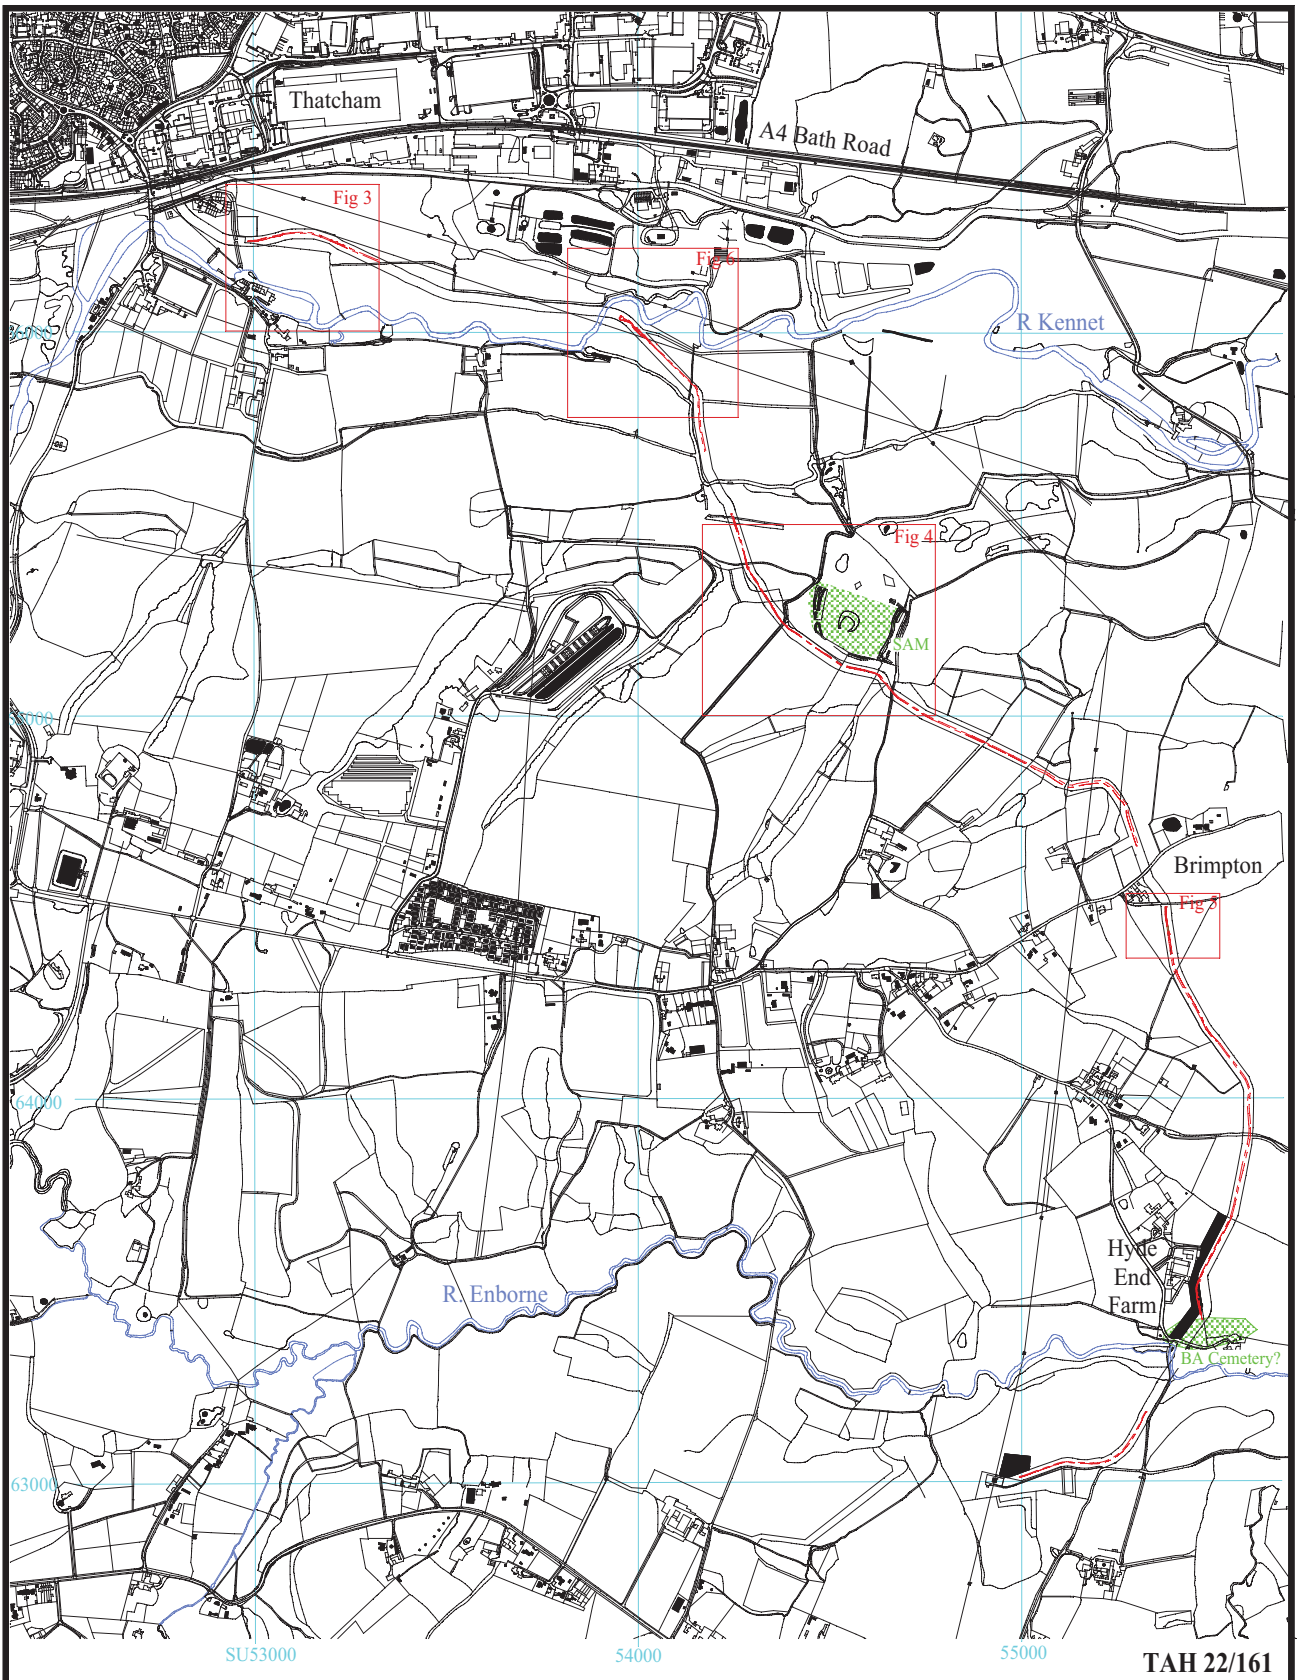 Thatcham
A4 Bath Road
Fig 3
Fig 6
R Kennet
Fig 4
SAM
Brimpton
Fig 5
64000
Hyde
End
Farm
R. Enborne
BA Cemetery?
63000
SU53000
54000
55000
TAH 22/161